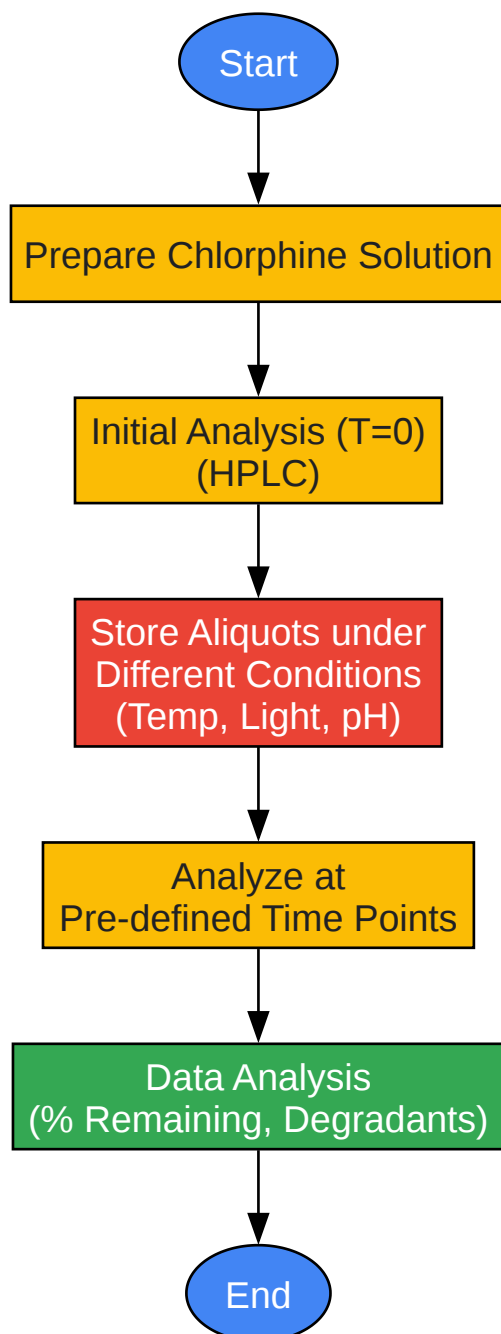 Start
Prepare Chlorphine Solution
Initial Analysis (T=0)
(HPLC)
Store Aliquots under
Different Conditions
(Temp, Light, pH)
Analyze at
Pre-defined Time Points
Data Analysis
(% Remaining, Degradants)
End